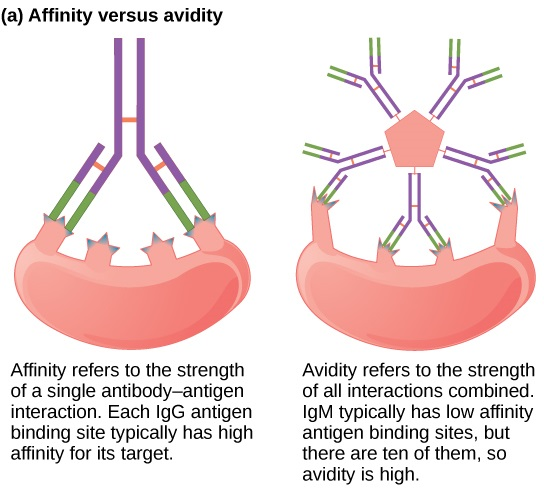 (a) Affinity versus avidity
Affinity refers to the strength
of a single antibody–antigen
interaction. Each IgG antigen
binding site typically has high
affinity for its target.
Avidity refers to the strength
of all interactions combined.
IgM typically has low affinity
antigen binding sites, but
there are ten of them, so
avidity is high.